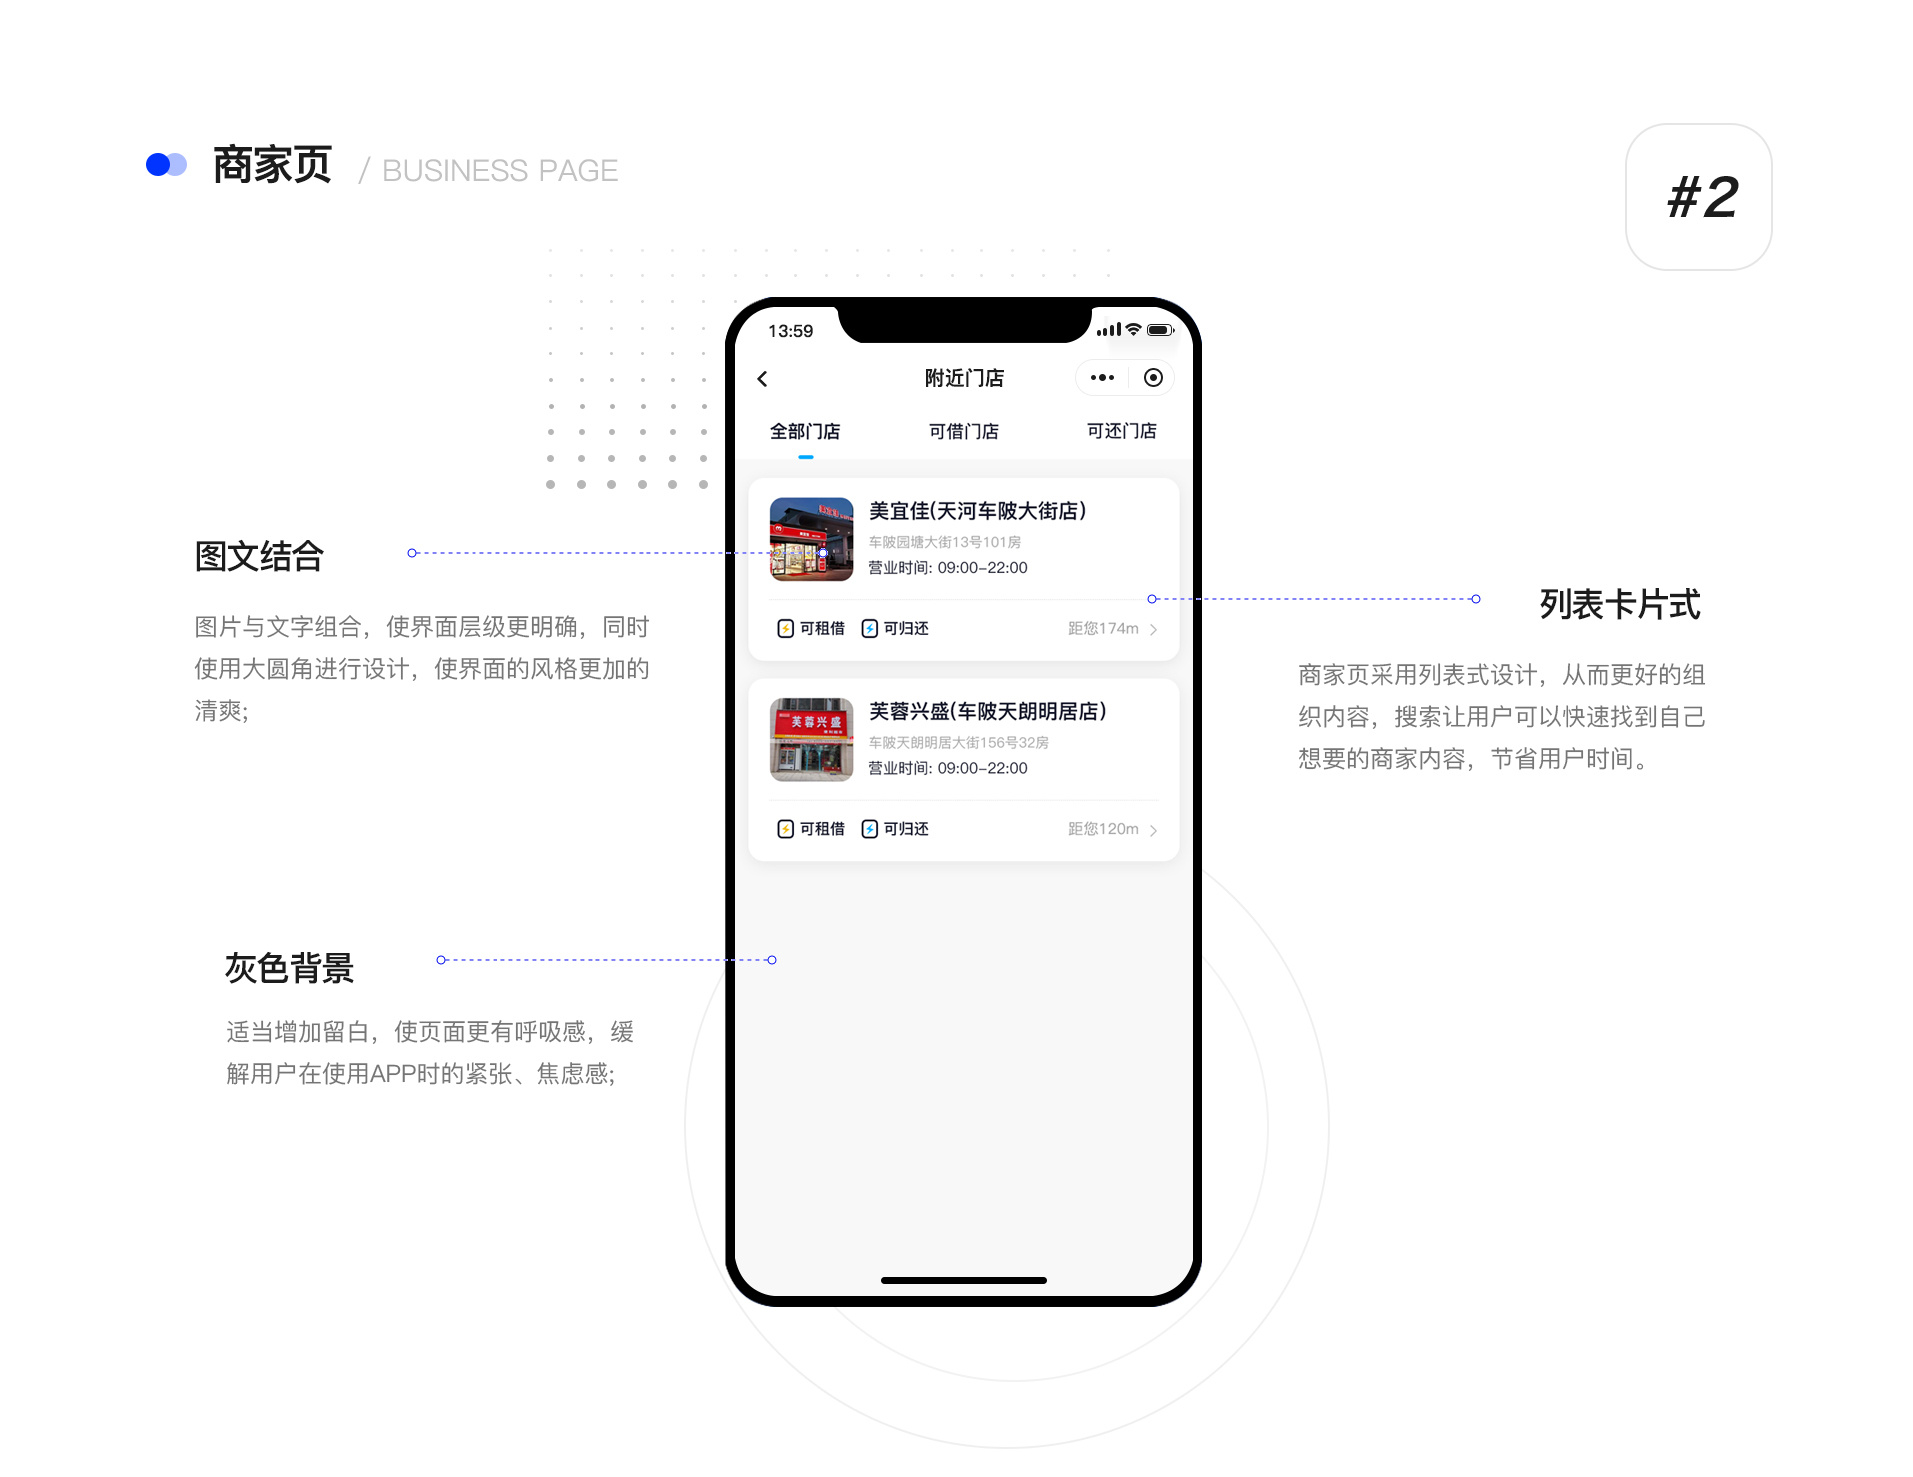 商家页 / BUSINESS PAGE
#2
13:59
附近门店
全部门店 可借门店 可还门店
美宜佳(天河车陂大街店)
车陂园塘大街13号101房
营业时间: 09:00-22:00
可租借 可归还 距您174m
芙蓉兴盛
芙蓉兴盛(车陂天朗明居店)
车陂天朗明居大街156号32房
营业时间: 09:00-22:00
可租借 可归还 距您120m
图文结合
图片与文字组合，使界面层级更明确，同时
使用大圆角进行设计，使界面的风格更加的
清爽;
列表卡片式
商家页采用列表式设计，从而更好的组
织内容，搜索让用户可以快速找到自己
想要的商家内容，节省用户时间。
灰色背景
适当增加留白，使页面更有呼吸感，缓
解用户在使用APP时的紧张、焦虑感;